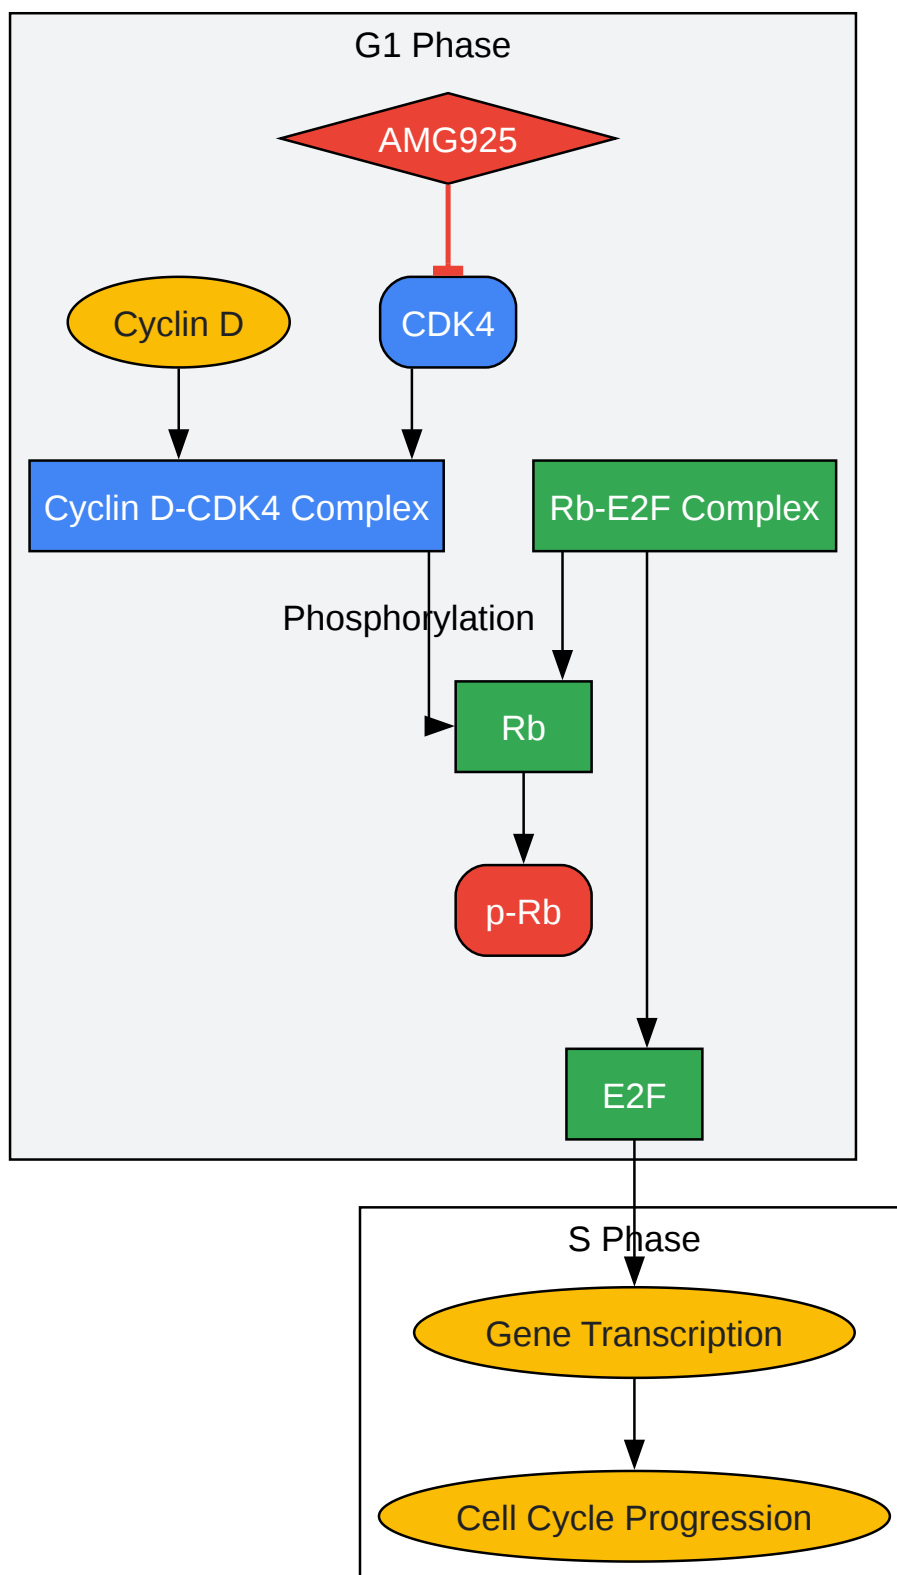 G1 Phase
AMG925
Cyclin D
CDK4
Cyclin D-CDK4 Complex
Rb-E2F Complex
Phosphorylation
Rb
p-Rb
E2F
S Phase
Gene Transcription
Cell Cycle Progression